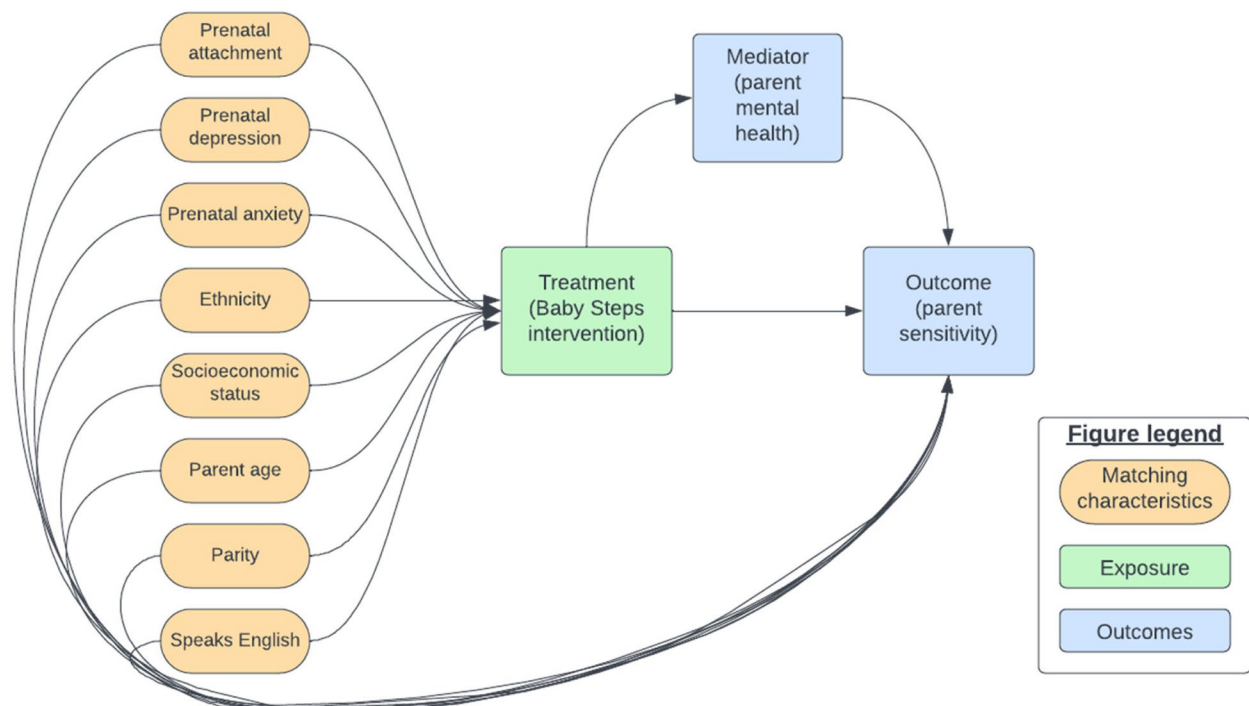 Prenatal
attachment
Prenatal
depression
Prenatal anxiety
Ethnicity
Socioeconomic
status
Parent age
Parity
Speaks English
Treatment
(Baby Steps
intervention)
Mediator
(parent
mental
health)
Outcome
(parent
sensitivity)
Figure legend
Matching
characteristics
Exposure
Outcomes